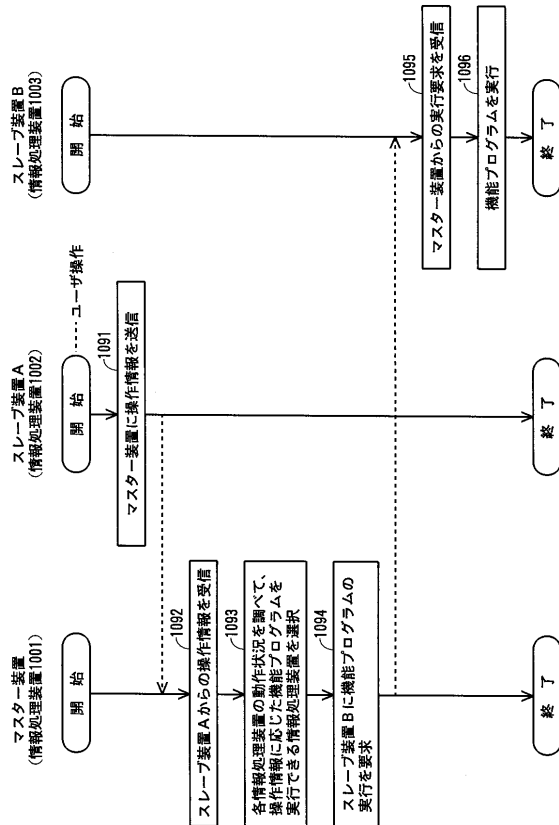 マスター装置
(情報処理装置1001)
開 始
1092
スレーブ装置Aからの操作情報を受信
1093
各情報処理装置の動作状況を調べて、
操作情報に応じた機能プログラムを
実行できる情報処理装置を選択
1094
スレーブ装置Bに機能プログラムの
実行を要求
終 了
スレーブ装置A
(情報処理装置1002)
開 始
ユーザ操作
1091
マスター装置に操作情報を送信
終 了
スレーブ装置B
(情報処理装置1003)
開 始
1095
マスター装置からの実行要求を受信
1096
機能プログラムを実行
終 了